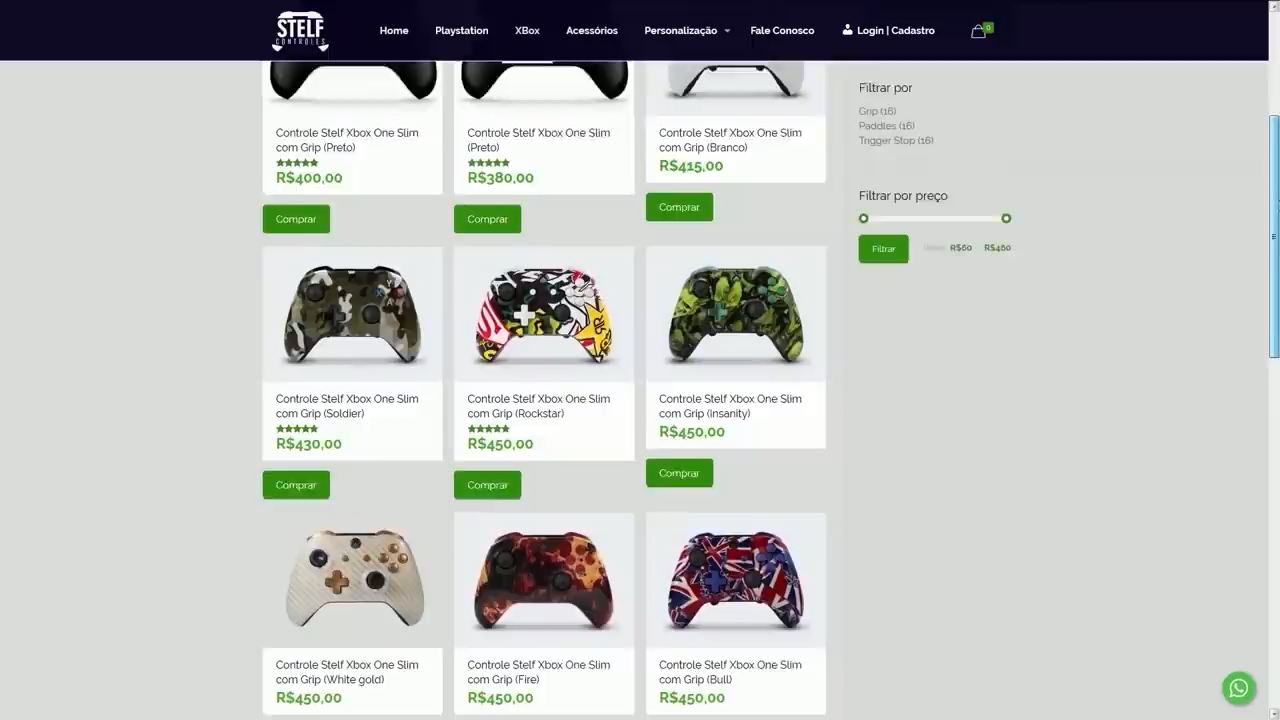 STELF
CONTROLES
Home
Playstation
XBox
Acessórios
Personalização
Fale Conosco
Login | Cadastro
0
Controle Stelf Xbox One Slim
com Grip (Preto)
R$400,00
Comprar
Controle Stelf Xbox One Slim
(Preto)
R$380,00
Comprar
Controle Stelf Xbox One Slim
com Grip (Branco)
R$415,00
Comprar
Controle Stelf Xbox One Slim
com Grip (Soldier)
R$430,00
Comprar
Controle Stelf Xbox One Slim
com Grip (Rockstar)
R$450,00
Comprar
Controle Stelf Xbox One Slim
com Grip (Insanity)
R$450,00
Comprar
Controle Stelf Xbox One Slim
com Grip (White gold)
R$450,00
Controle Stelf Xbox One Slim
com Grip (Fire)
R$450,00
Controle Stelf Xbox One Slim
com Grip (Bull)
R$450,00
Filtrar por
Grip (16)
Paddles (16)
Trigger Stop (16)
Filtrar por preço
Filtrar
R$60
R$460